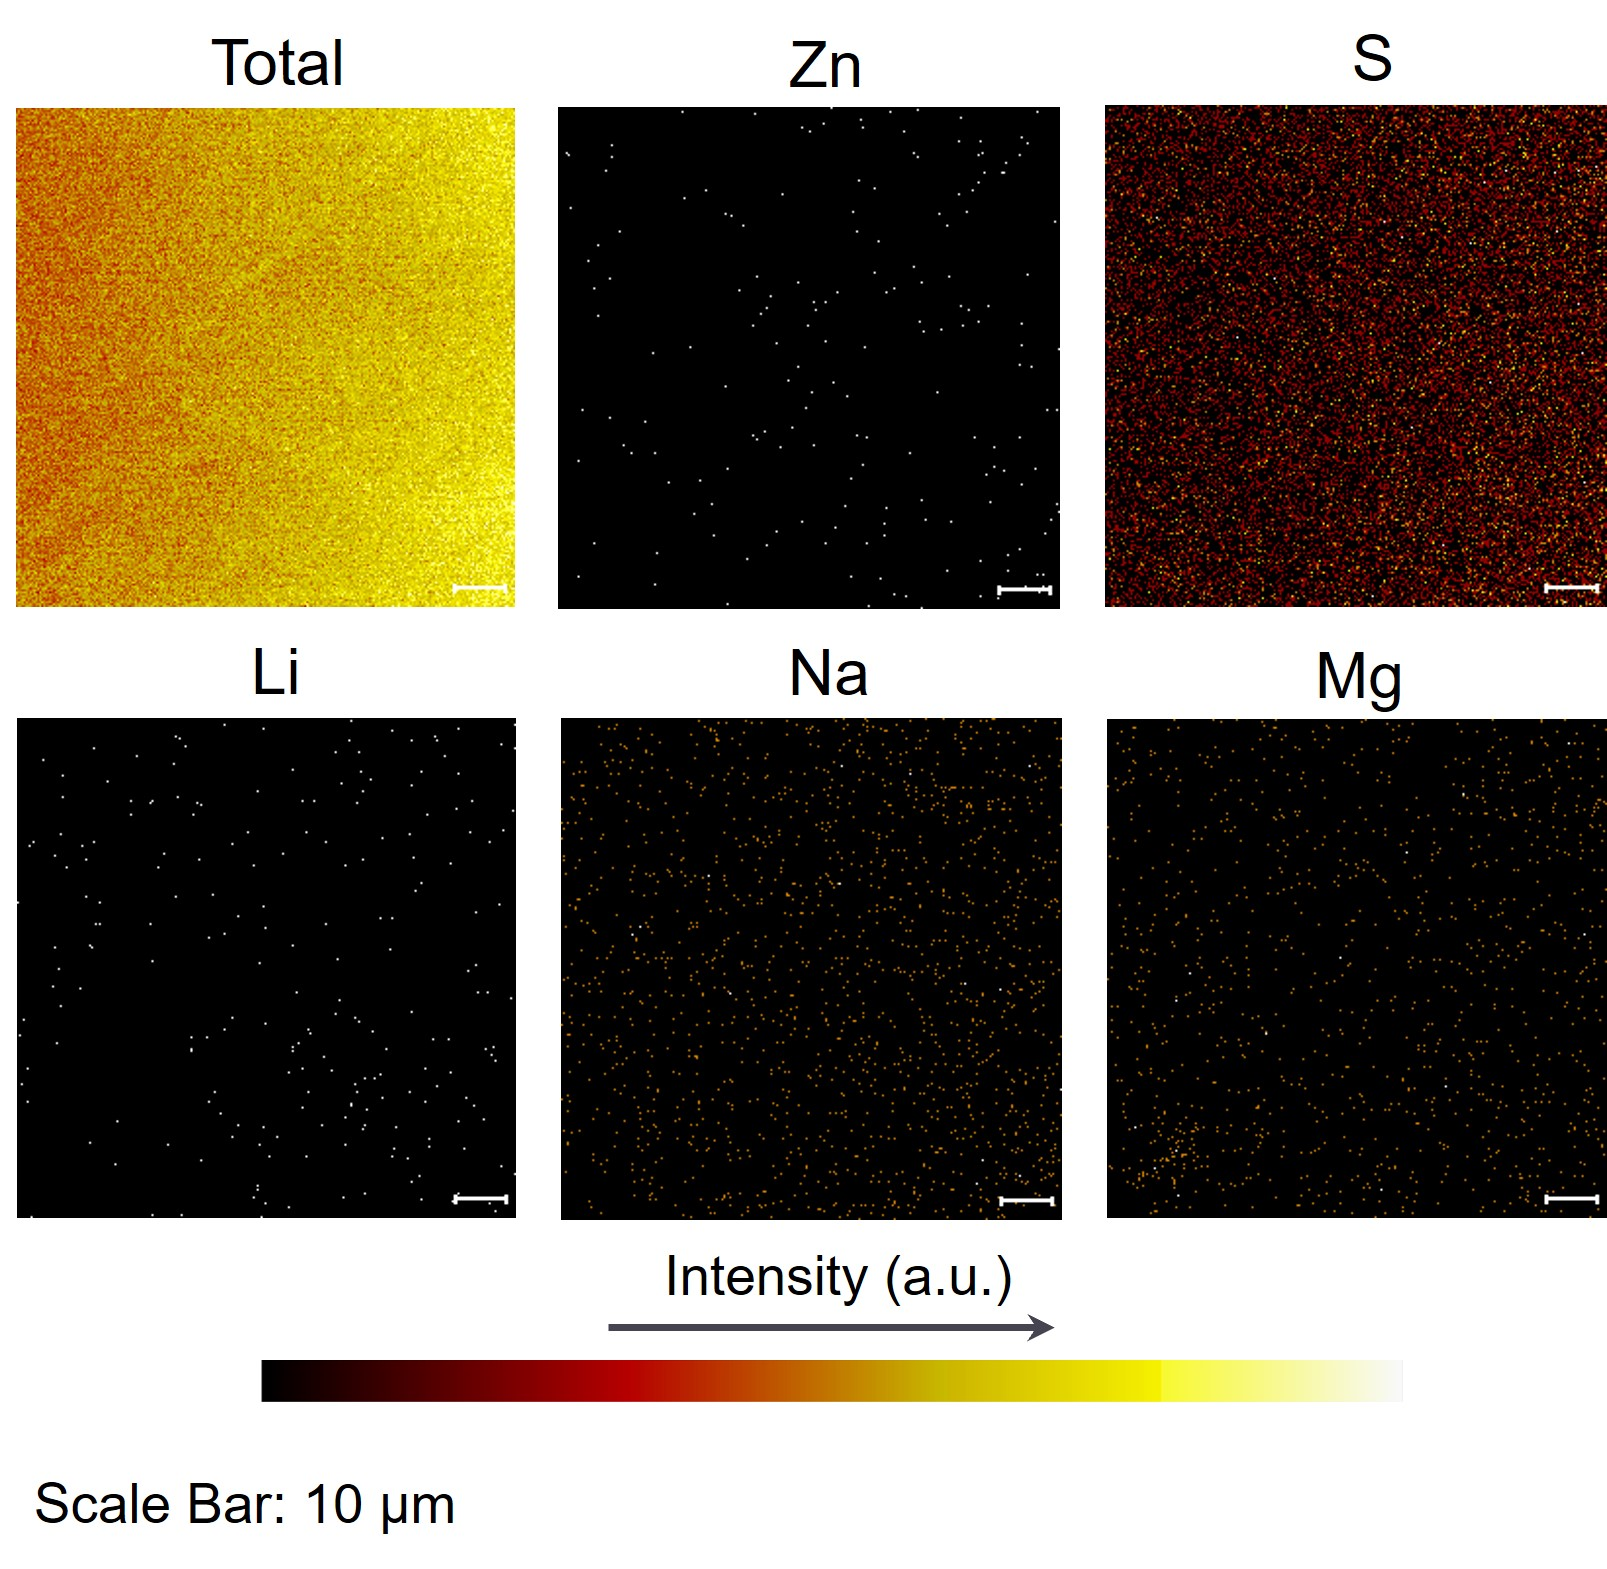 Total
Zn
S
Li
Na
Mg
Intensity (a.u.)
Scale Bar: 10 µm